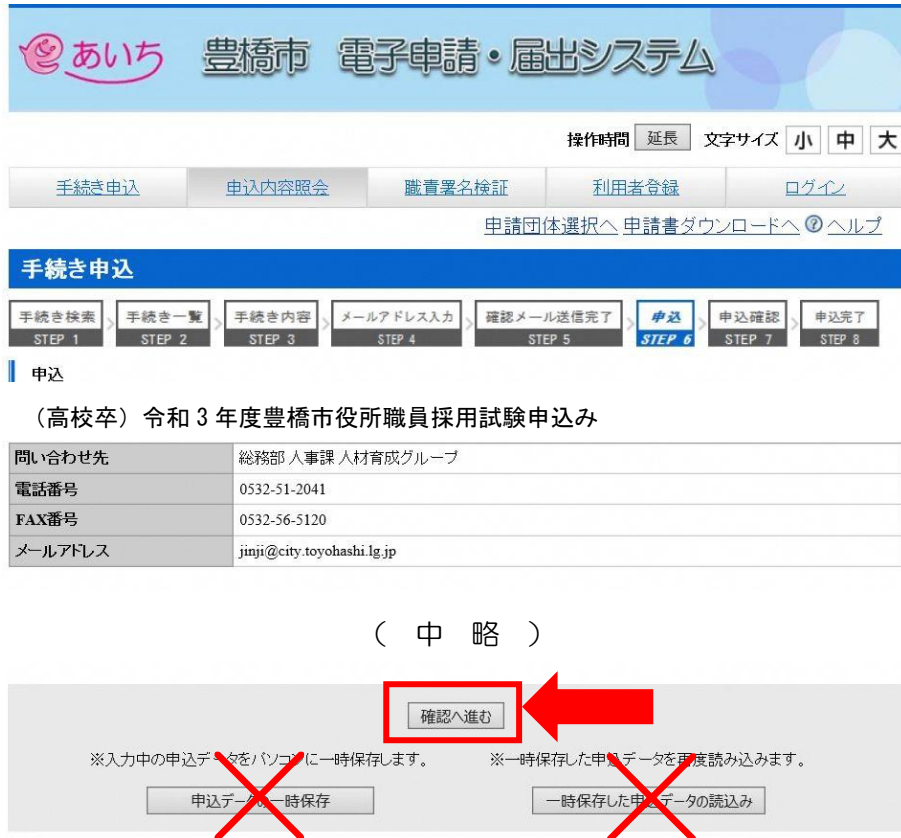 あいち 豊橋市 電子申請・届出システム
操作時間 延長 文字サイズ 小 中 大
手続き申込 申込内容照会 職責署名検証 利用者登録 ログイン
申請団体選択へ 申請書ダウンロードへ ? ヘルプ
手続き申込
手続き検索 > 手続き一覧 > 手続き内容 > メールアドレス入力 > 確認メール送信完了 > 申込 > 申込確認 > 申込完了
STEP 1 STEP 2 STEP 3 STEP 4 STEP 5 STEP 6 STEP 7 STEP 8
申込
（高校卒）令和3年度豊橋市役所職員採用試験申込み
問い合わせ先 総務部 人事課 人材育成グループ
電話番号 0532-51-2041
FAX番号 0532-56-5120
メールアドレス jinji@city.toyohashi.lg.jp
（ 中 略 ）
確認へ進む
※入力中の申込データをパソコンに一時保存します。 ※一時保存した申込データを再度読み込みます。
申込データの一時保存 一時保存した申込データの読込み